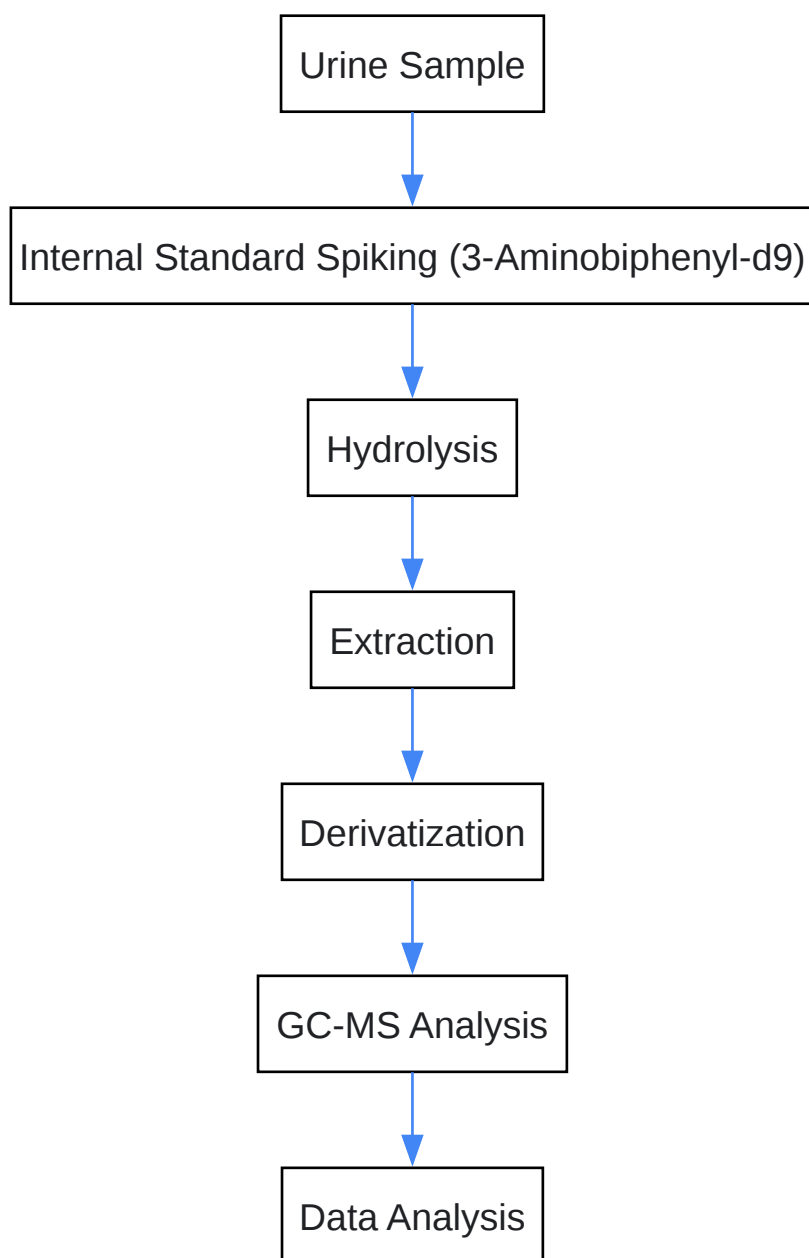 Urine Sample
Internal Standard Spiking (3-Aminobiphenyl-d9)
Hydrolysis
Extraction
Derivatization
GC-MS Analysis
Data Analysis